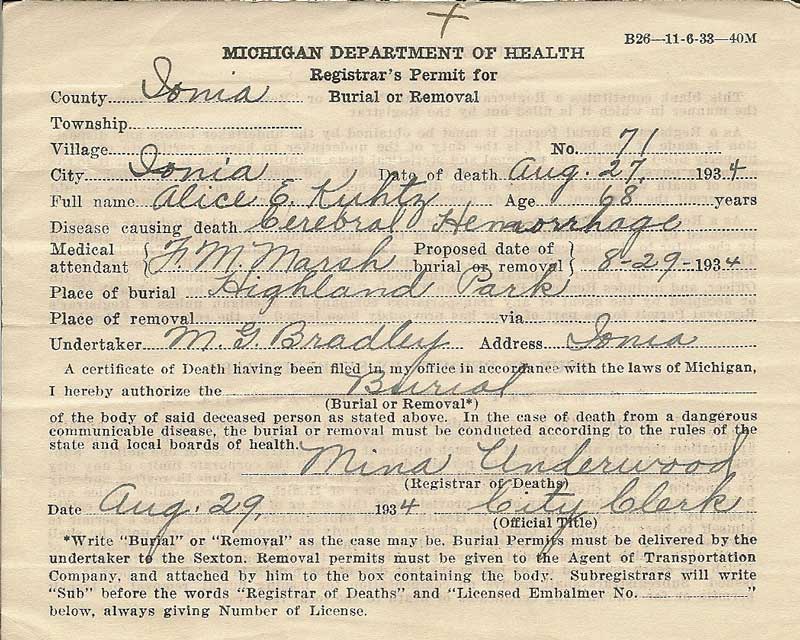 +
B26—11-6-33—40M
MICHIGAN DEPARTMENT OF HEALTH
Registrar's Permit for
County Ionia Burial or Removal
Township
Village No. 71
City Ionia Date of death Aug. 27, 1934
Full name Alice E. Kuhtz Age 68 years
Disease causing death Cerebral Hemorrhage
Medical attendant { F. M. Marsh Proposed date of burial or removal } 8-29-1934
Place of burial Highland Park
Place of removal via
Undertaker M. G. Bradley Address Ionia
A certificate of Death having been filed in my office in accordance with the laws of Michigan,
I hereby authorize the Burial
(Burial or Removal*)
of the body of said deceased person as stated above. In the case of death from a dangerous
communicable disease, the burial or removal must be conducted according to the rules of the
state and local boards of health.
Mina Underwood
(Registrar of Deaths)
Date Aug. 29, 1934 City Clerk
(Official Title)
*Write "Burial" or "Removal" as the case may be. Burial Permits must be delivered by the
undertaker to the Sexton. Removal permits must be given to the Agent of Transportation
Company, and attached by him to the box containing the body. Subregistrars will write
"Sub" before the words "Registrar of Deaths" and "Licensed Embalmer No. "
below, always giving Number of License.